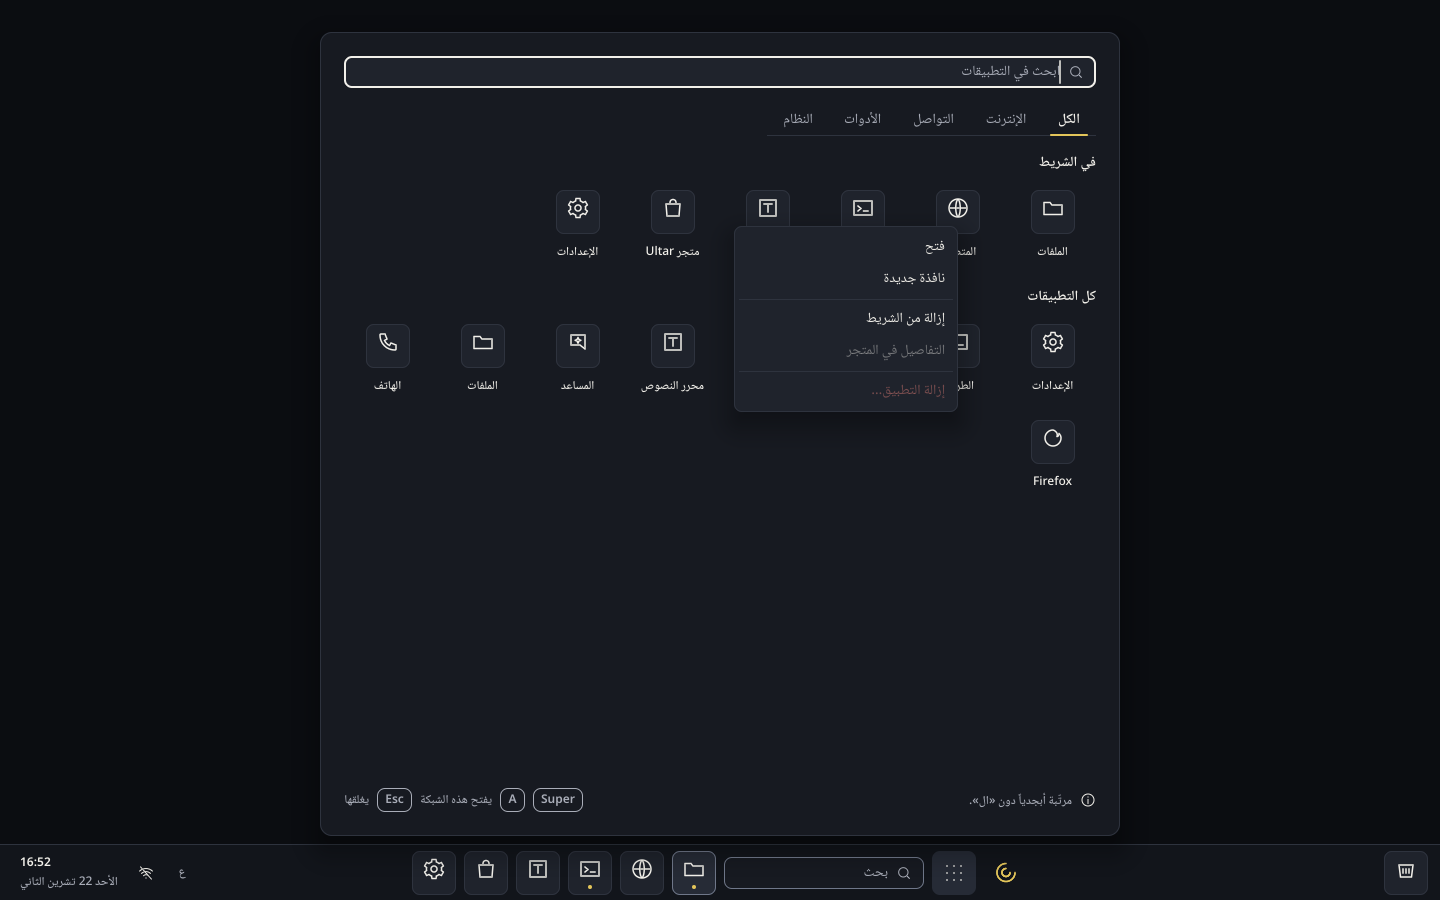 ابحث في التطبيقات
الكل الإنترنت التواصل الأدوات النظام
في الشريط
الملفات متجر Ultar الإعدادات
فتح
نافذة جديدة
إزالة من الشريط
التفاصيل في المتجر
إزالة التطبيق...
كل التطبيقات
الإعدادات محرر النصوص المساعد الملفات الهاتف
Firefox
مرتّبة أبجدياً دون «ال».
Super A يفتح هذه الشبكة Esc يغلقها
بحث
ع
16:52
الأحد 22 تشرين الثاني